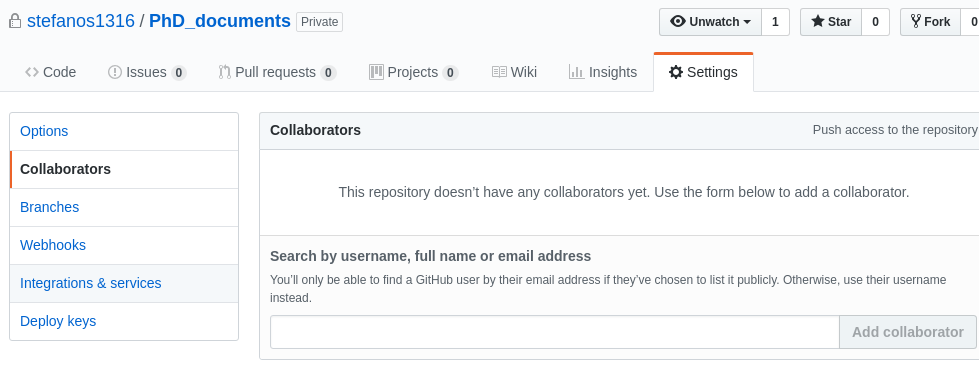 stefanos1316 / PhD_documents Private Unwatch 1 Star 0 Fork 0
Code Issues 0 Pull requests 0 Projects 0 Wiki Insights Settings
Options
Collaborators
Branches
Webhooks
Integrations & services
Deploy keys
Collaborators Push access to the repository
This repository doesn’t have any collaborators yet. Use the form below to add a collaborator.
Search by username, full name or email address
You’ll only be able to find a GitHub user by their email address if they’ve chosen to list it publicly. Otherwise, use their username
instead.
Add collaborator